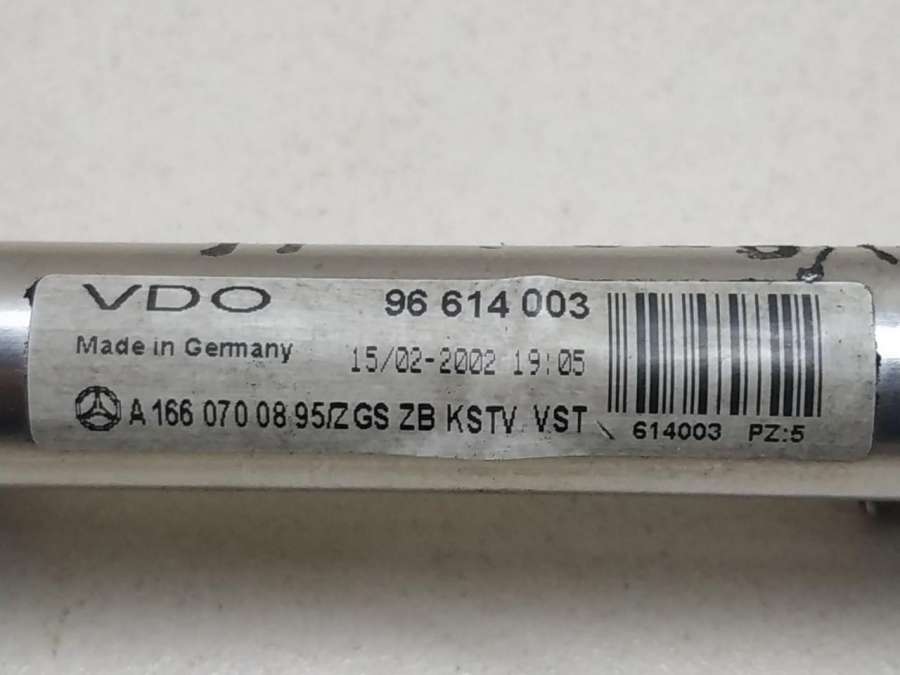 VDO 96 614 003
Made in Germany 15/02-2002 19:05
A 166 070 08 95/ZGS ZB KSTV VST
614003 PZ:5